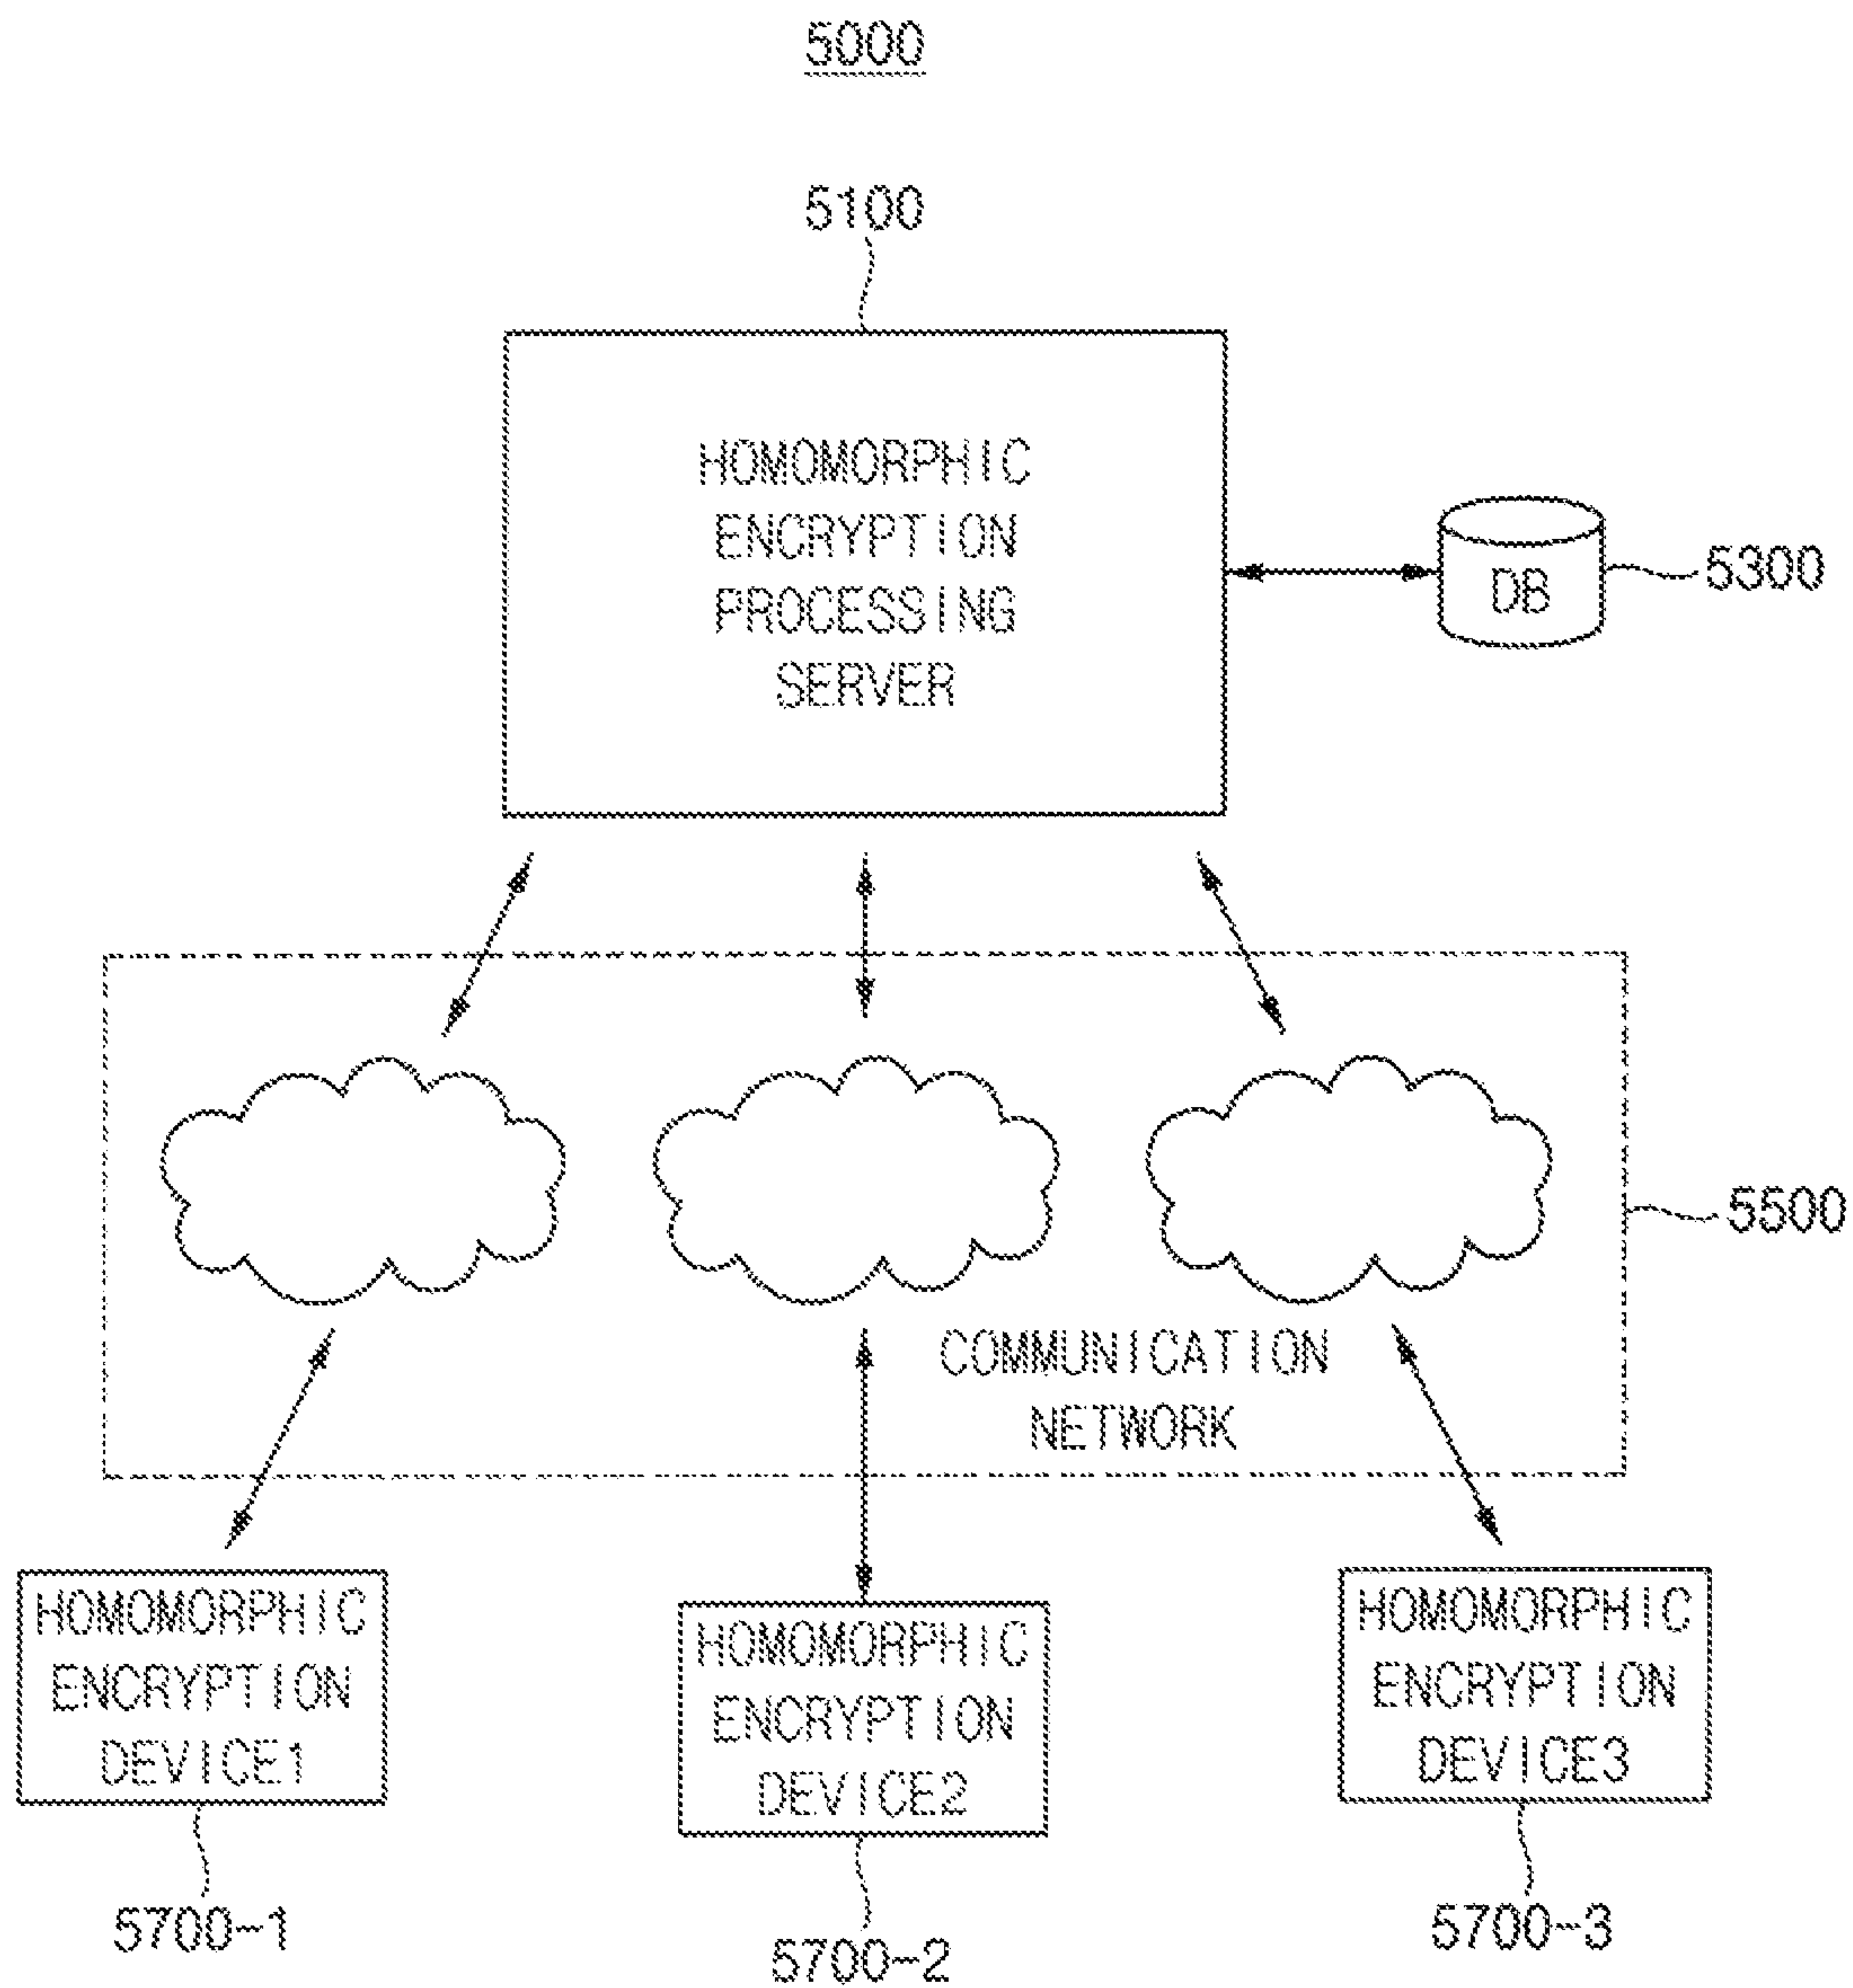 5000
5100
HOMOMORPHIC
ENCRYPTION
PROCESSING
SERVER
DB
5300
5500
COMMUNICATION
NETWORK
HOMOMORPHIC
ENCRYPTION
DEVICE1
HOMOMORPHIC
ENCRYPTION
DEVICE2
HOMOMORPHIC
ENCRYPTION
DEVICE3
5700-1
5700-2
5700-3